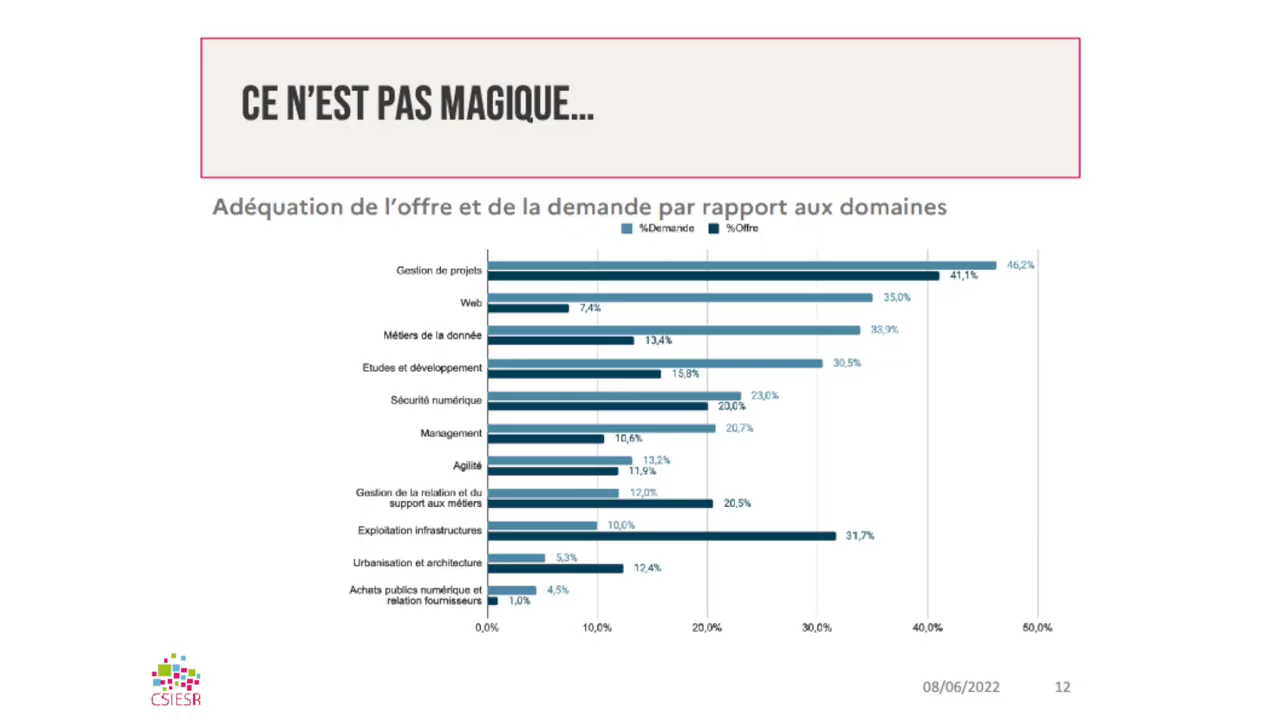 CE N'EST PAS MAGIQUE...
Adéquation de l'offre et de la demande par rapport aux domaines
%Demande %Offre
Gestion de projets 46,2% 41,1%
Web 35,0% 7,4%
Métiers de la donnée 33,9% 13,4%
Etudes et développement 30,5% 15,8%
Sécurité numérique 23,0% 20,0%
Management 20,7% 10,6%
Agilité 13,2% 11,9%
Gestion de la relation et du
support aux métiers 12,0% 20,5%
Exploitation infrastructures 10,0% 31,7%
Urbanisation et architecture 5,3% 12,4%
Achats publics numérique et
relation fournisseurs 4,5% 1,0%
0,0% 10,0% 20,0% 30,0% 40,0% 50,0%
CSIESR
08/06/2022 12